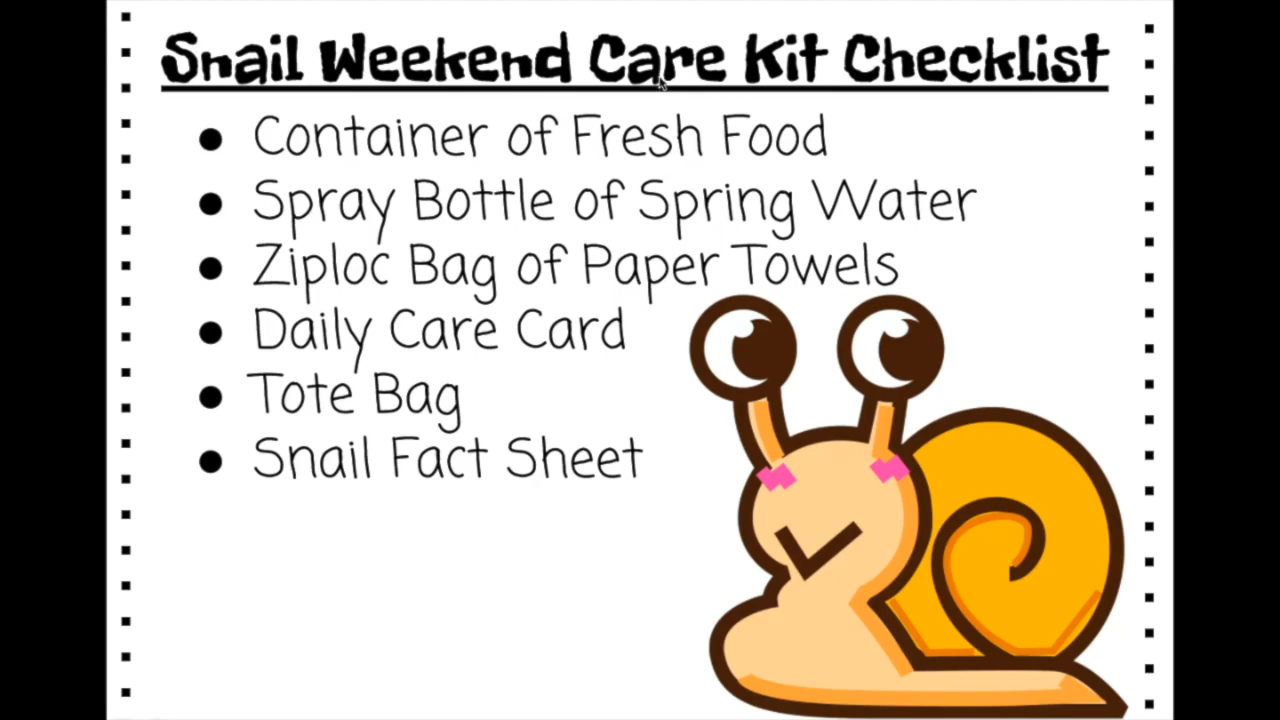 Snail Weekend Care Kit Checklist
● Container of Fresh Food
● Spray Bottle of Spring Water
● Ziploc Bag of Paper Towels
● Daily Care Card
● Tote Bag
● Snail Fact Sheet